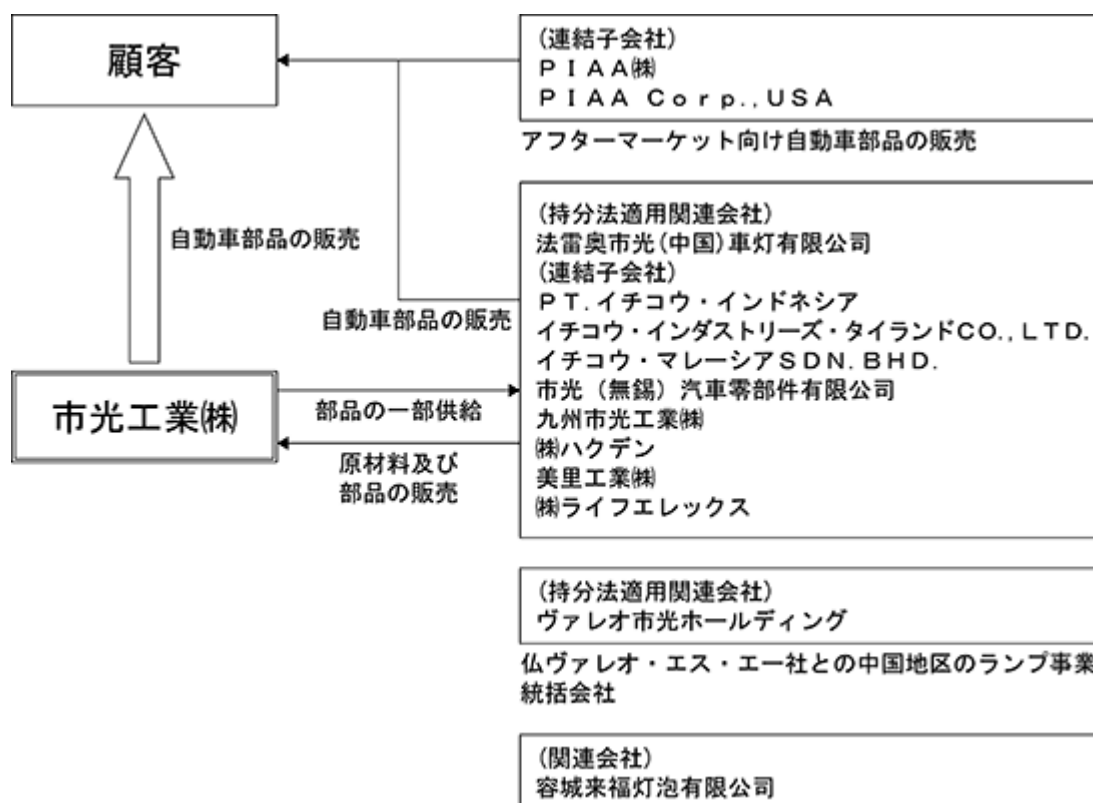 顧客
(連結子会社)
ＰＩＡＡ㈱
ＰＩＡＡ Ｃｏｒｐ.,ＵＳＡ
アフターマーケット向け自動車部品の販売
自動車部品の販売
(持分法適用関連会社)
法雷奥市光(中国)車灯有限公司
(連結子会社)
ＰＴ.イチコウ・インドネシア
イチコウ・インダストリーズ・タイランドＣＯ.,ＬＴＤ.
イチコウ・マレーシアＳＤＮ.ＢＨＤ.
市光（無錫）汽車零部件有限公司
九州市光工業㈱
㈱ハクデン
美里工業㈱
㈱ライフエレックス
自動車部品の販売
市光工業㈱
部品の一部供給
原材料及び
部品の販売
(持分法適用関連会社)
ヴァレオ市光ホールディング
仏ヴァレオ・エス・エー社との中国地区のランプ事業
統括会社
(関連会社)
容城来福灯泡有限公司